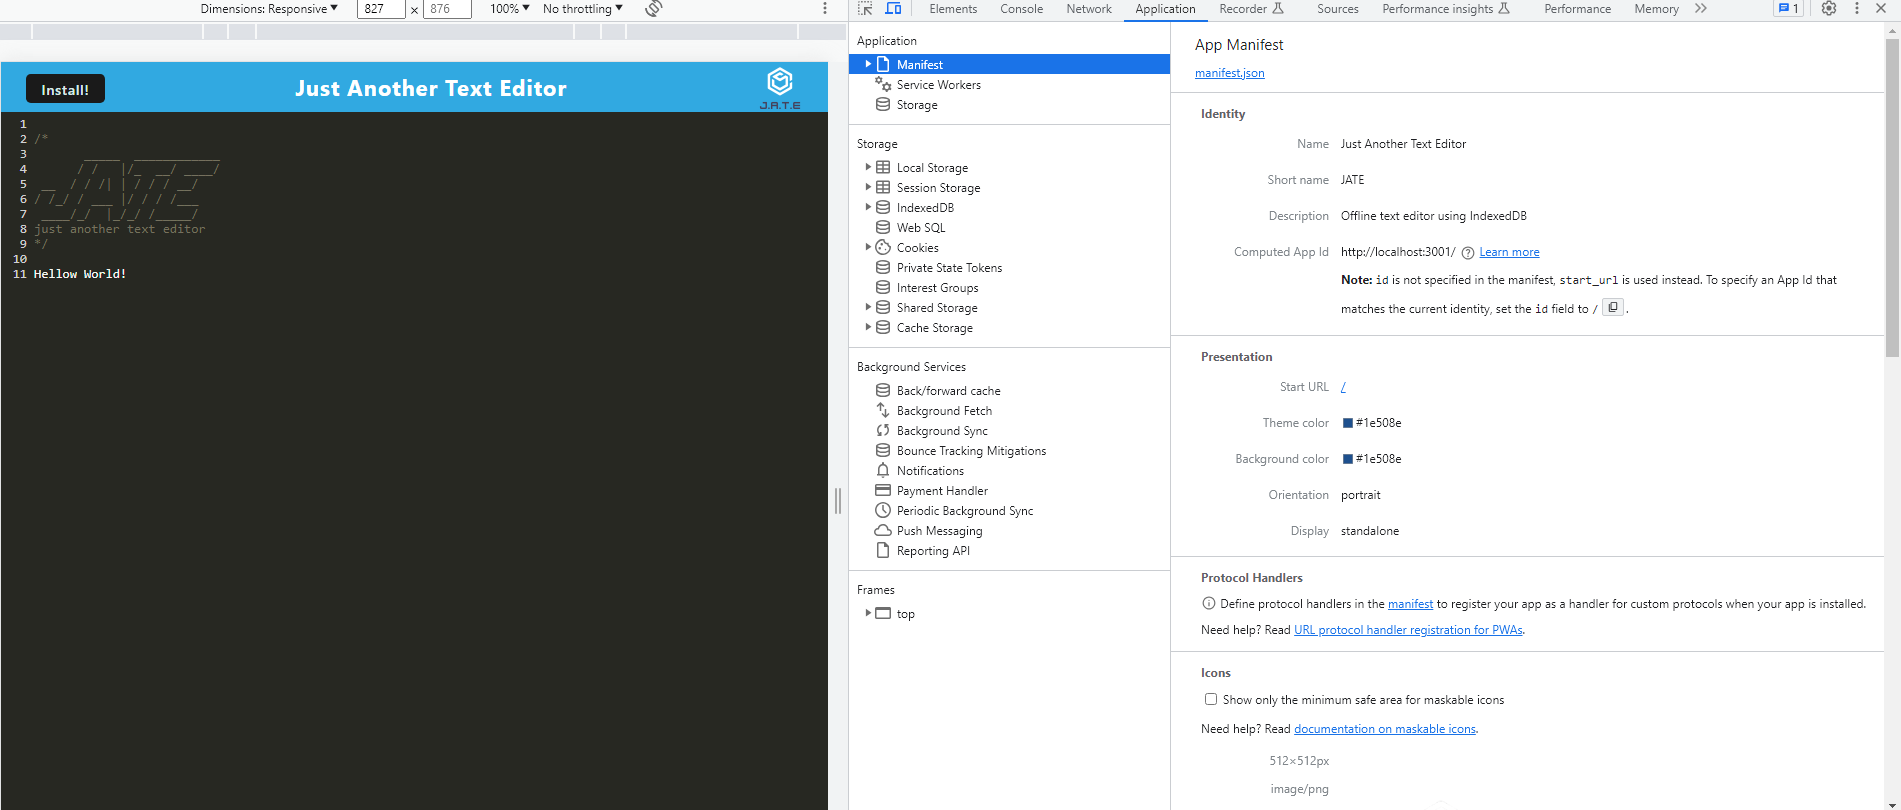 Dimensions: Responsive ▼ 827 × 876 100% ▼ No throttling ▼
Install!
Just Another Text Editor
J.A.T.E
1
2 /*
3       _____  ____________
4      / /   |/_  __/ ____/
5 __  / / /| | / / / __/
6 / /_/ / ___ |/ / / /___
7 ____/_/  |_/_/ /_____/
8 just another text editor
9 */
10
11 Hellow World!
Elements Console Network Application Recorder Sources Performance insights Performance Memory 1
Application
Manifest
Service Workers
Storage
Storage
Local Storage
Session Storage
IndexedDB
Web SQL
Cookies
Private State Tokens
Interest Groups
Shared Storage
Cache Storage
Background Services
Back/forward cache
Background Fetch
Background Sync
Bounce Tracking Mitigations
Notifications
Payment Handler
Periodic Background Sync
Push Messaging
Reporting API
Frames
top
App Manifest
manifest.json
Identity
Name Just Another Text Editor
Short name JATE
Description Offline text editor using IndexedDB
Computed App Id http://localhost:3001/ Learn more
Note: id is not specified in the manifest, start_url is used instead. To specify an App Id that
matches the current identity, set the id field to / .
Presentation
Start URL /
Theme color #1e508e
Background color #1e508e
Orientation portrait
Display standalone
Protocol Handlers
Define protocol handlers in the manifest to register your app as a handler for custom protocols when your app is installed.
Need help? Read URL protocol handler registration for PWAs.
Icons
Show only the minimum safe area for maskable icons
Need help? Read documentation on maskable icons.
512×512px
image/png